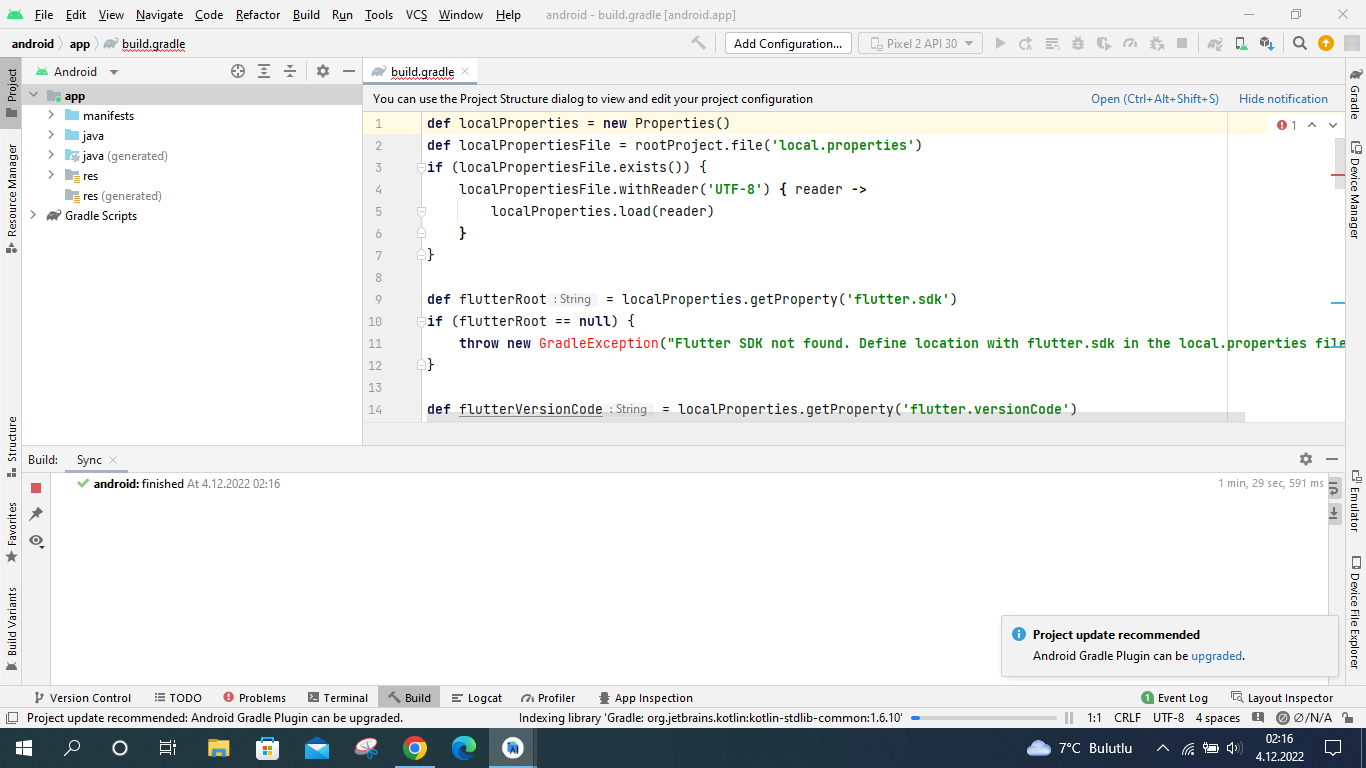 File Edit View Navigate Code Refactor Build Run Tools VCS Window Help android - build.gradle [android.app]
android app build.gradle Add Configuration... Pixel 2 API 30
Project
Resource Manager
Structure
Favorites
Build Variants
Android
app
manifests
java
java (generated)
res
res (generated)
Gradle Scripts
build.gradle
You can use the Project Structure dialog to view and edit your project configuration Open (Ctrl+Alt+Shift+S) Hide notification
1 def localProperties = new Properties() 1
2 def localPropertiesFile = rootProject.file('local.properties')
3 if (localPropertiesFile.exists()) {
4 localPropertiesFile.withReader('UTF-8') { reader ->
5 localProperties.load(reader)
6 }
7 }
8
9 def flutterRoot : String = localProperties.getProperty('flutter.sdk')
10 if (flutterRoot == null) {
11 throw new GradleException("Flutter SDK not found. Define location with flutter.sdk in the local.properties file
12 }
13
14 def flutterVersionCode : String = localProperties.getProperty('flutter.versionCode')
Gradle
Device Manager
Emulator
Device File Explorer
Build: Sync
android: finished At 4.12.2022 02:16 1 min, 29 sec, 591 ms
Project update recommended
Android Gradle Plugin can be upgraded.
Version Control TODO Problems Terminal Build Logcat Profiler App Inspection 1 Event Log Layout Inspector
Project update recommended: Android Gradle Plugin can be upgraded. Indexing library 'Gradle: org.jetbrains.kotlin:kotlin-stdlib-common:1.6.10' 1:1 CRLF UTF-8 4 spaces ∅/N/A
7°C Bulutlu 02:16
4.12.2022